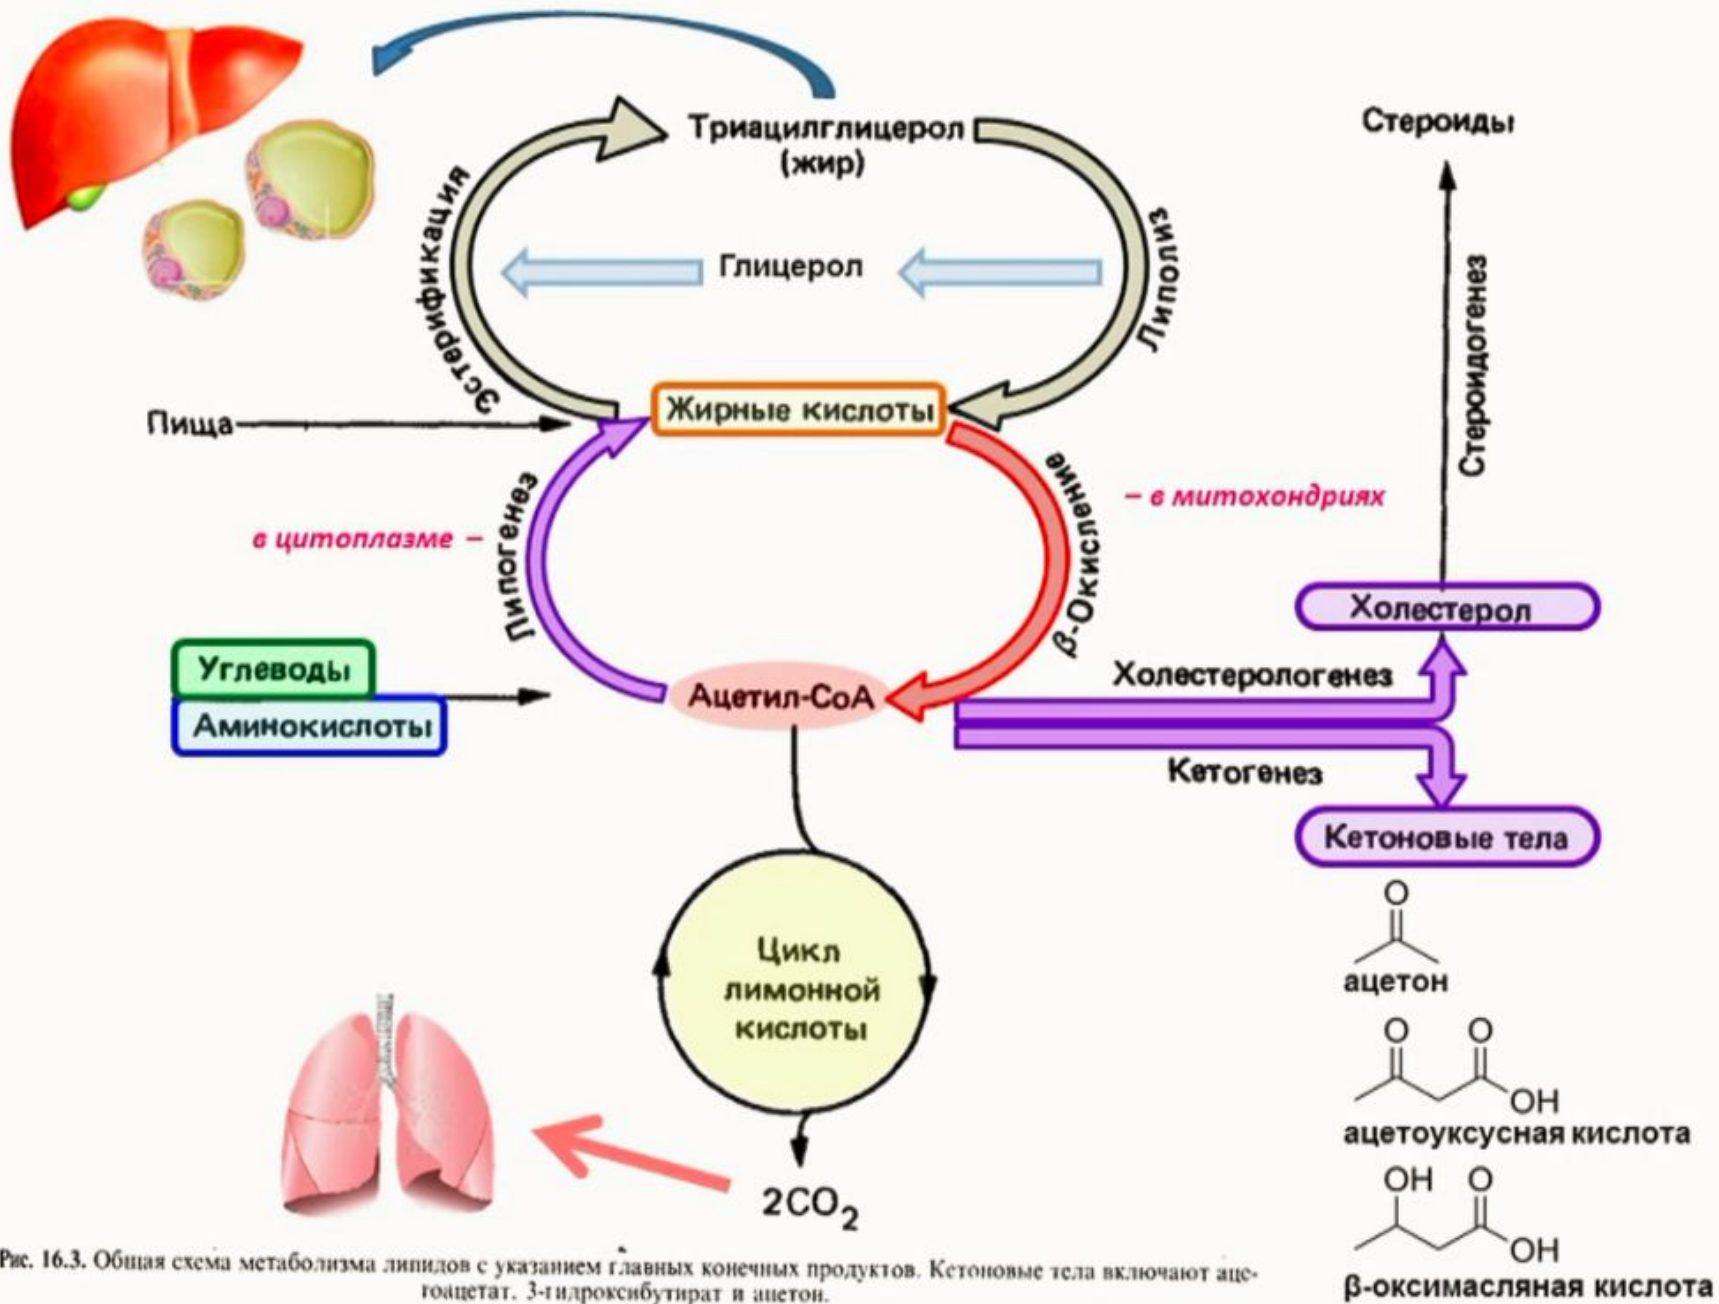 Триацилглицерол
(жир)
Стероиды
Эстерификация
Глицерол
Липолиз
Стероидогенез
Пища
Жирные кислоты
в цитоплазме –
Липогенез
β-Окисление
– в митохондриях
Холестерол
Углеводы
Аминокислоты
Ацетил-СоА
Холестерологенез
Кетогенез
Кетоновые тела
Цикл
лимонной
кислоты
2CO₂
O
ацетон
O O
OH
ацетоуксусная кислота
OH O
OH
β-оксимасляная кислота
Рис. 16.3. Общая схема метаболизма липидов с указанием главных конечных продуктов. Кетоновые тела включают аце-
тоацетат, 3-гидроксибутират и ацетон.